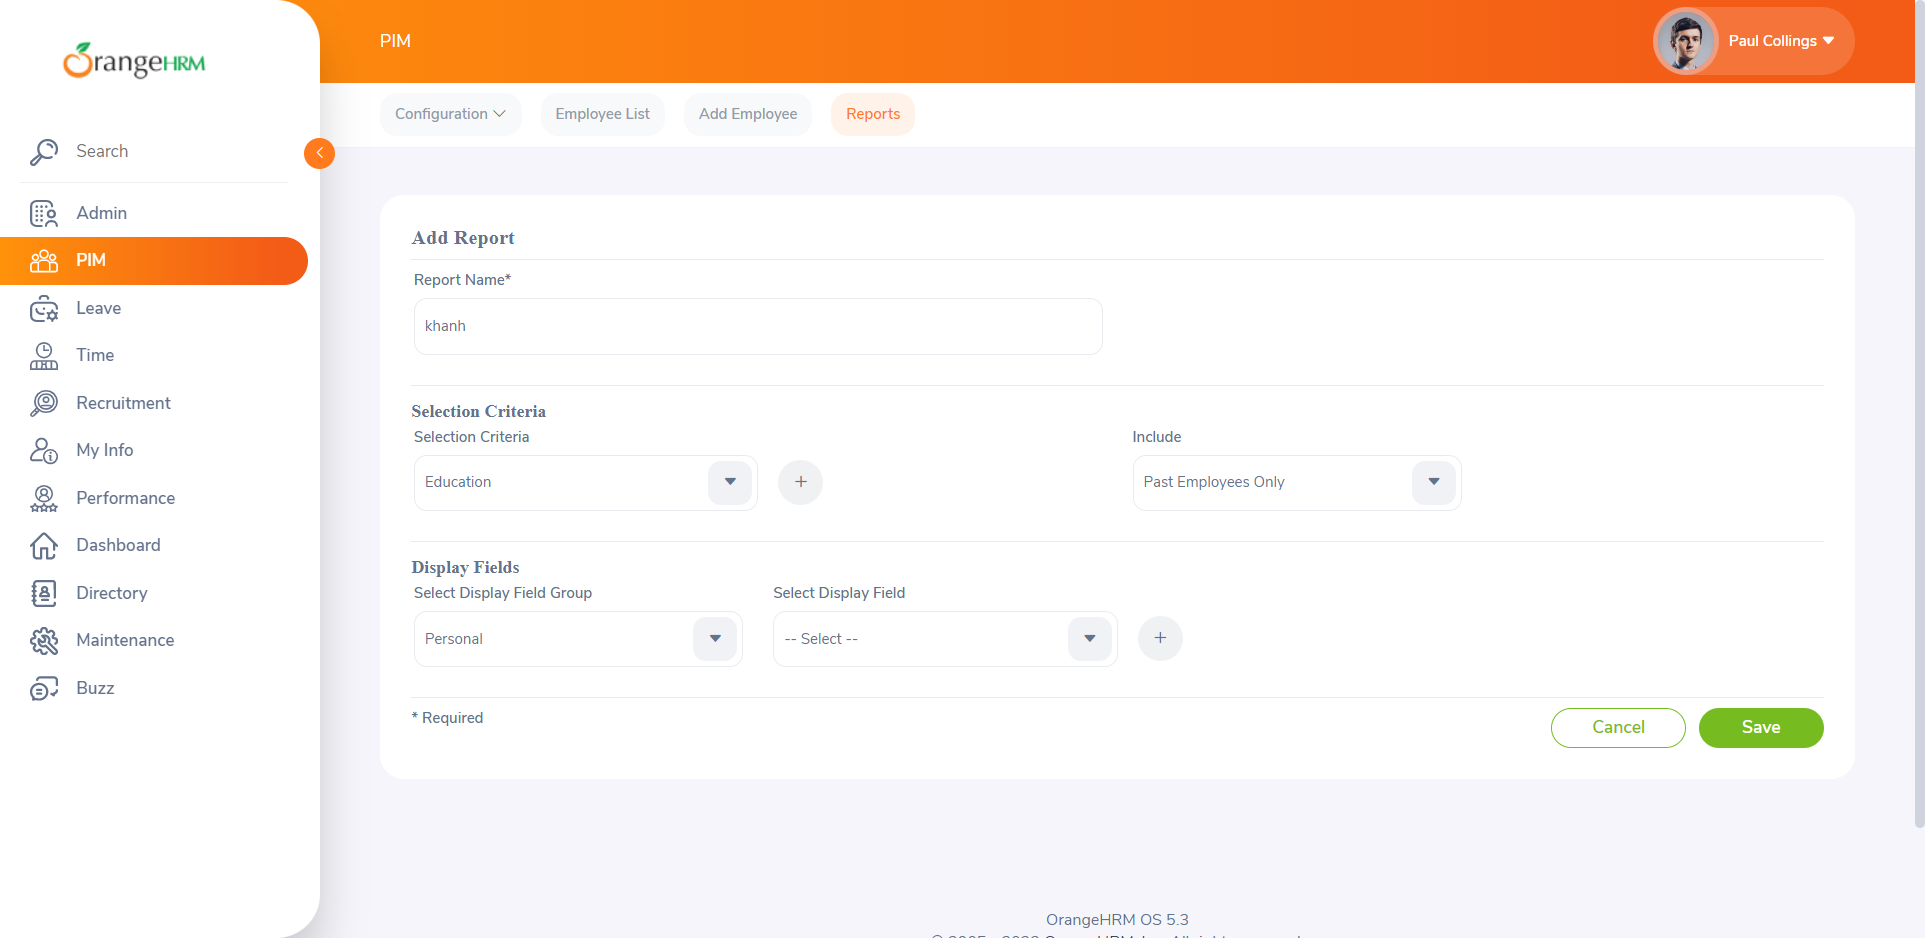 OrangeHRM
PIM
Paul Collings
Configuration
Employee List
Add Employee
Reports
Search
Admin
PIM
Leave
Time
Recruitment
My Info
Performance
Dashboard
Directory
Maintenance
Buzz
Add Report
Report Name*
khanh
Selection Criteria
Selection Criteria
Include
Education
+
Past Employees Only
Display Fields
Select Display Field Group
Select Display Field
Personal
-- Select --
+
* Required
Cancel
Save
OrangeHRM OS 5.3